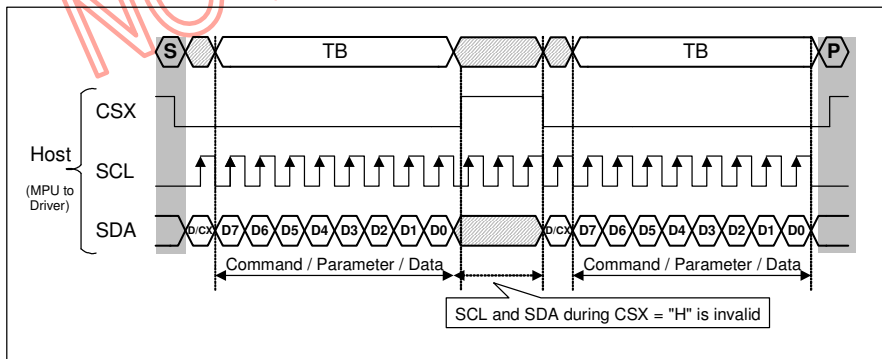 NO
S TB TB P
CSX
Host
(MPU to
Driver)
SCL
SDA D/CX D7 D6 D5 D4 D3 D2 D1 D0 D/CX D7 D6 D5 D4 D3 D2 D1 D0
Command / Parameter / Data Command / Parameter / Data
SCL and SDA during CSX = "H" is invalid